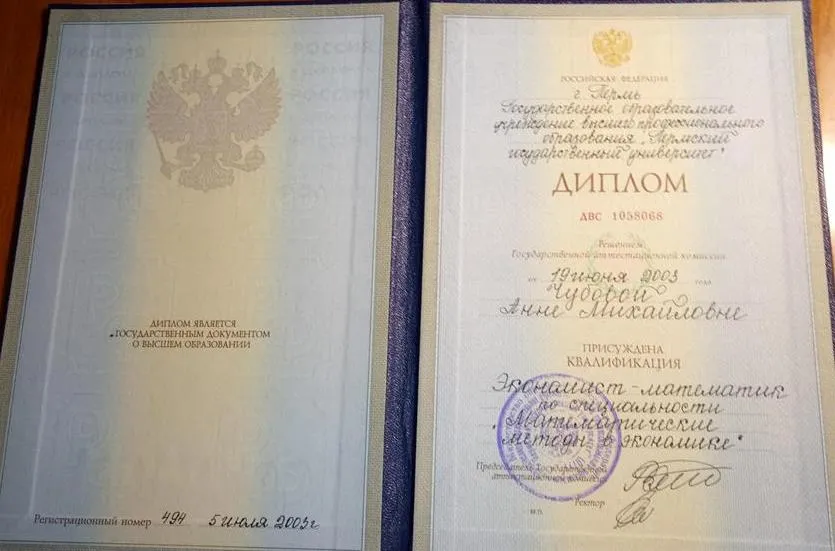 ДИПЛОМ ЯВЛЯЕТСЯ
ГОСУДАРСТВЕННЫМ ДОКУМЕНТОМ
О ВЫСШЕМ ОБРАЗОВАНИИ
Регистрационный номер 494 5 июля 2003г
РОССИЙСКАЯ ФЕДЕРАЦИЯ
г. Пермь
Государственное образовательное
учреждение высшего профессионального
образования "Пермский
государственный университет"
ДИПЛОМ
ДВС 1058068
Решением
Государственной аттестационной комиссии
от 19 июня 2003 года
Чубовой
Анне Михайловне
ПРИСУЖДЕНА
КВАЛИФИКАЦИЯ
Экономист-математик
по специальности
"Математические
методы в экономике"
Председатель Государственной
аттестационной комиссии
Ректор
М.П.